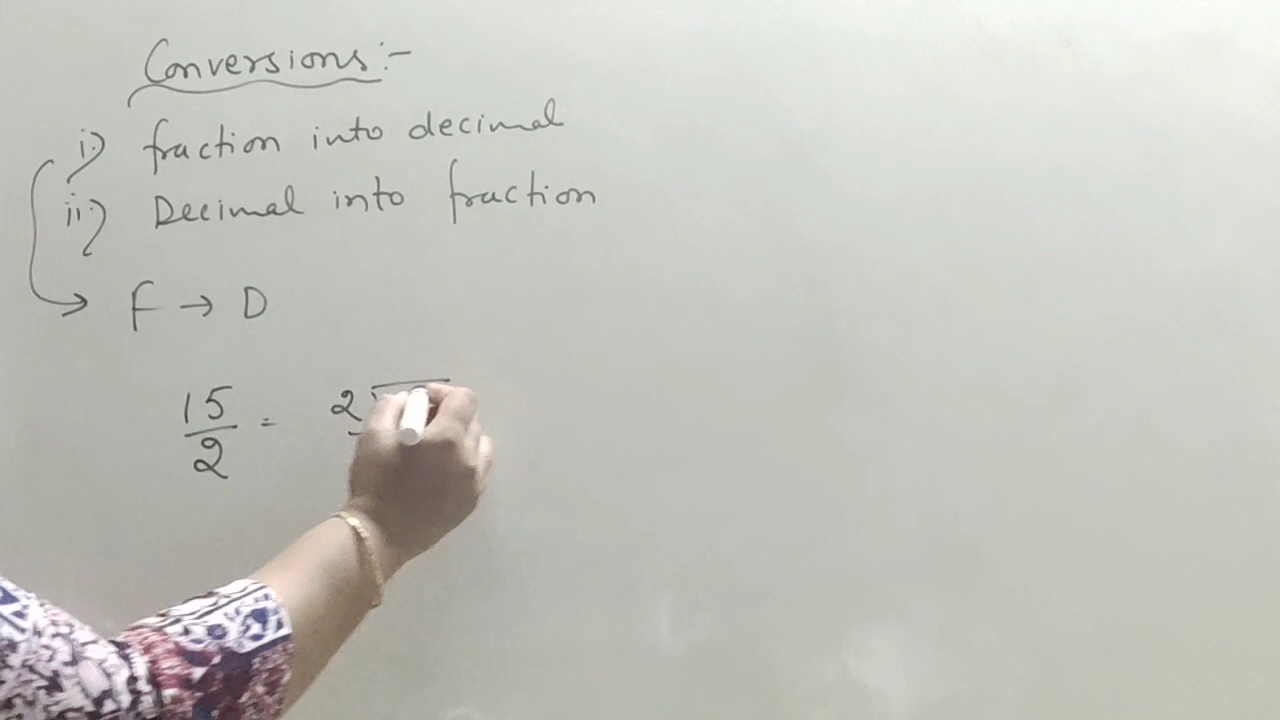 Conversions:-
i) fraction into decimal
ii) Decimal into fraction
→ F → D
15/2 = 2